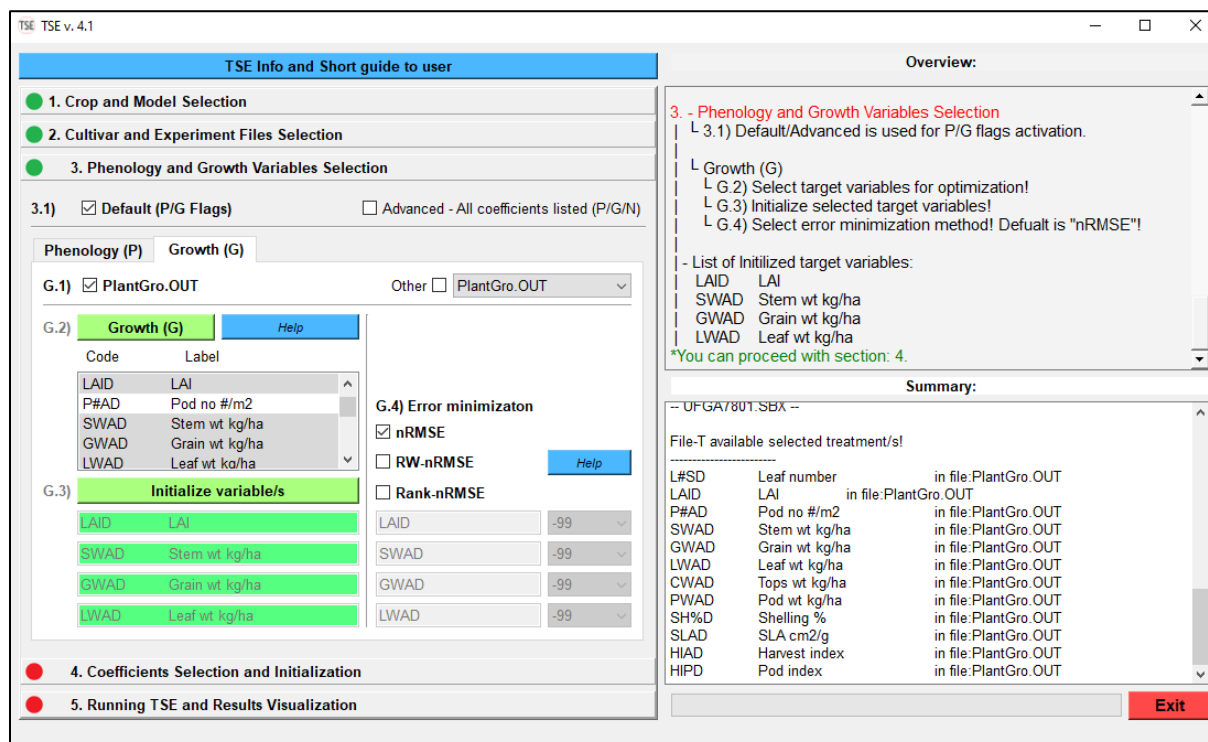 TSE TSE v. 4.1
TSE Info and Short guide to user
1. Crop and Model Selection
2. Cultivar and Experiment Files Selection
3. Phenology and Growth Variables Selection
3.1) Default (P/G Flags) Advanced - All coefficients listed (P/G/N)
Phenology (P) Growth (G)
G.1) PlantGro.OUT Other PlantGro.OUT
G.2) Growth (G) Help
Code Label
LAID LAI
P#AD Pod no #/m2
SWAD Stem wt kg/ha
GWAD Grain wt kg/ha
LWAD Leaf wt kg/ha
G.3) Initialize variable/s
LAID LAI
SWAD Stem wt kg/ha
GWAD Grain wt kg/ha
LWAD Leaf wt kg/ha
G.4) Error minimizaton
nRMSE
RW-nRMSE Help
Rank-nRMSE
LAID -99
SWAD -99
GWAD -99
LWAD -99
4. Coefficients Selection and Initialization
5. Running TSE and Results Visualization
Overview:
3. - Phenology and Growth Variables Selection
| └ 3.1) Default/Advanced is used for P/G flags activation.
|
| └ Growth (G)
| └ G.2) Select target variables for optimization!
| └ G.3) Initialize selected target variables!
| └ G.4) Select error minimization method! Defualt is "nRMSE"!
|
|- List of Initilized target variables:
| LAID LAI
| SWAD Stem wt kg/ha
| GWAD Grain wt kg/ha
| LWAD Leaf wt kg/ha
*You can proceed with section: 4.
Summary:
-- UFGA7801.SBX --
File-T available selected treatment/s!
------------------------
L#SD Leaf number in file:PlantGro.OUT
LAID LAI in file:PlantGro.OUT
P#AD Pod no #/m2 in file:PlantGro.OUT
SWAD Stem wt kg/ha in file:PlantGro.OUT
GWAD Grain wt kg/ha in file:PlantGro.OUT
LWAD Leaf wt kg/ha in file:PlantGro.OUT
CWAD Tops wt kg/ha in file:PlantGro.OUT
PWAD Pod wt kg/ha in file:PlantGro.OUT
SH%D Shelling % in file:PlantGro.OUT
SLAD SLA cm2/g in file:PlantGro.OUT
HIAD Harvest index in file:PlantGro.OUT
HIPD Pod index in file:PlantGro.OUT
Exit